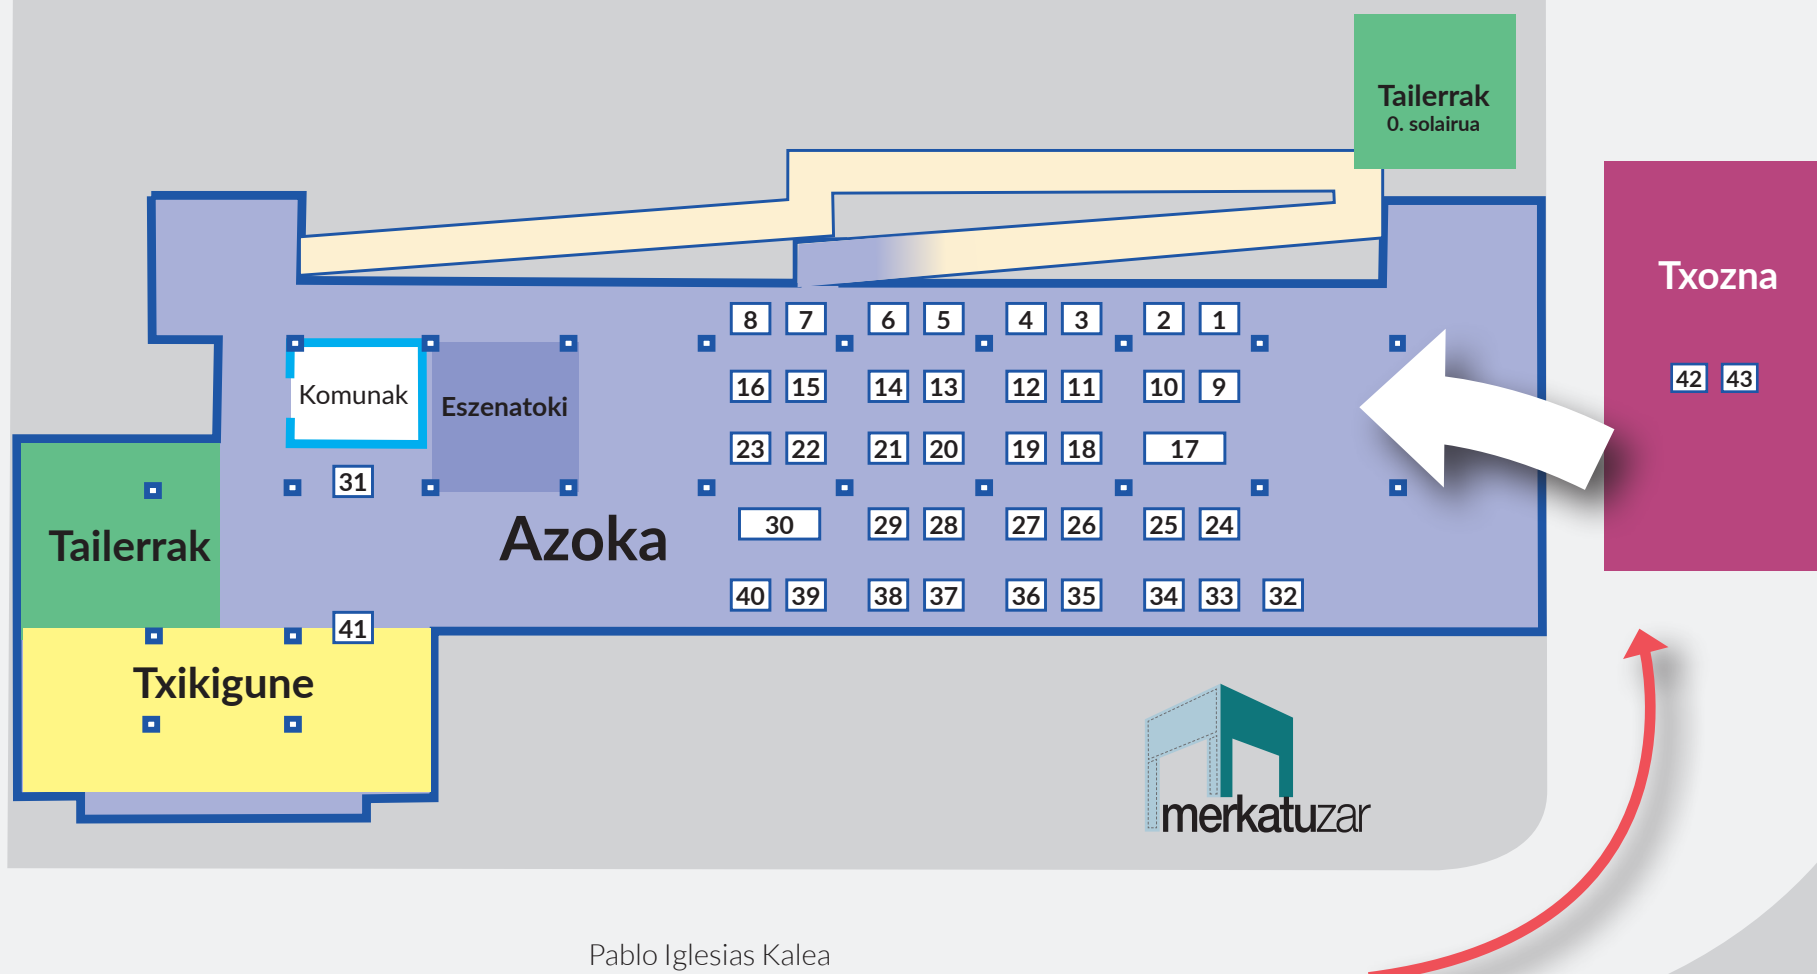 Tailerrak
0. solairua
Txozna
8 7 6 5 4 3 2 1
42 43
16 15 14 13 12 11 10 9
Komunak
Eszenatoki
23 22 21 20 19 18 17
31
30 29 28 27 26 25 24
Azoka
Tailerrak
40 39 38 37 36 35 34 33 32
41
Txikigune
merkatuzar
Pablo Iglesias Kalea